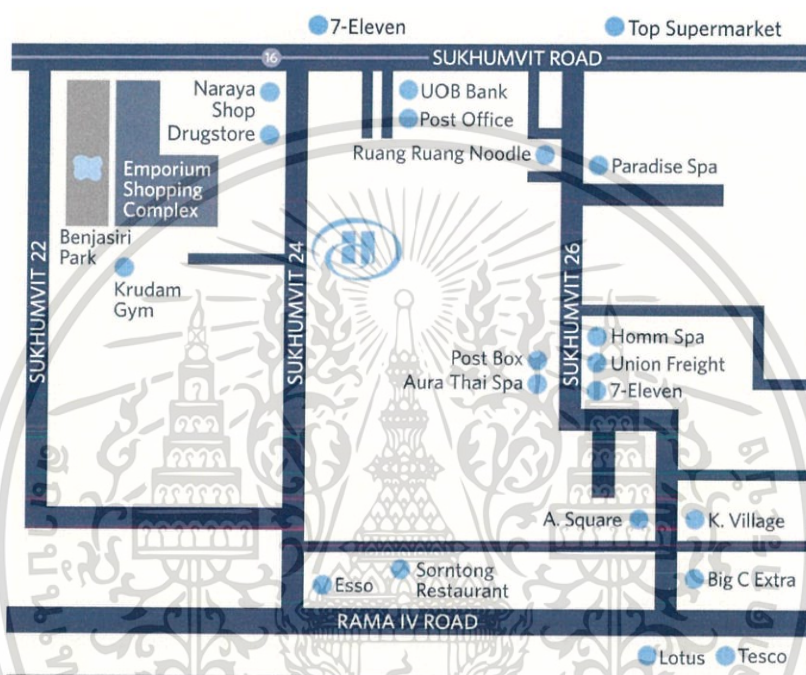 7-Eleven
Top Supermarket
16
SUKHUMVIT ROAD
Naraya
Shop
Drugstore
UOB Bank
Post Office
Ruang Ruang Noodle
Paradise Spa
Emporium
Shopping
Complex
Benjasiri
Park
Krudam
Gym
SUKHUMVIT 22
SUKHUMVIT 24
SUKHUMVIT 26
H
Homm Spa
Post Box
Union Freight
Aura Thai Spa
7-Eleven
A. Square
K. Village
Esso
Sorntong
Restaurant
Big C Extra
RAMA IV ROAD
Lotus
Tesco